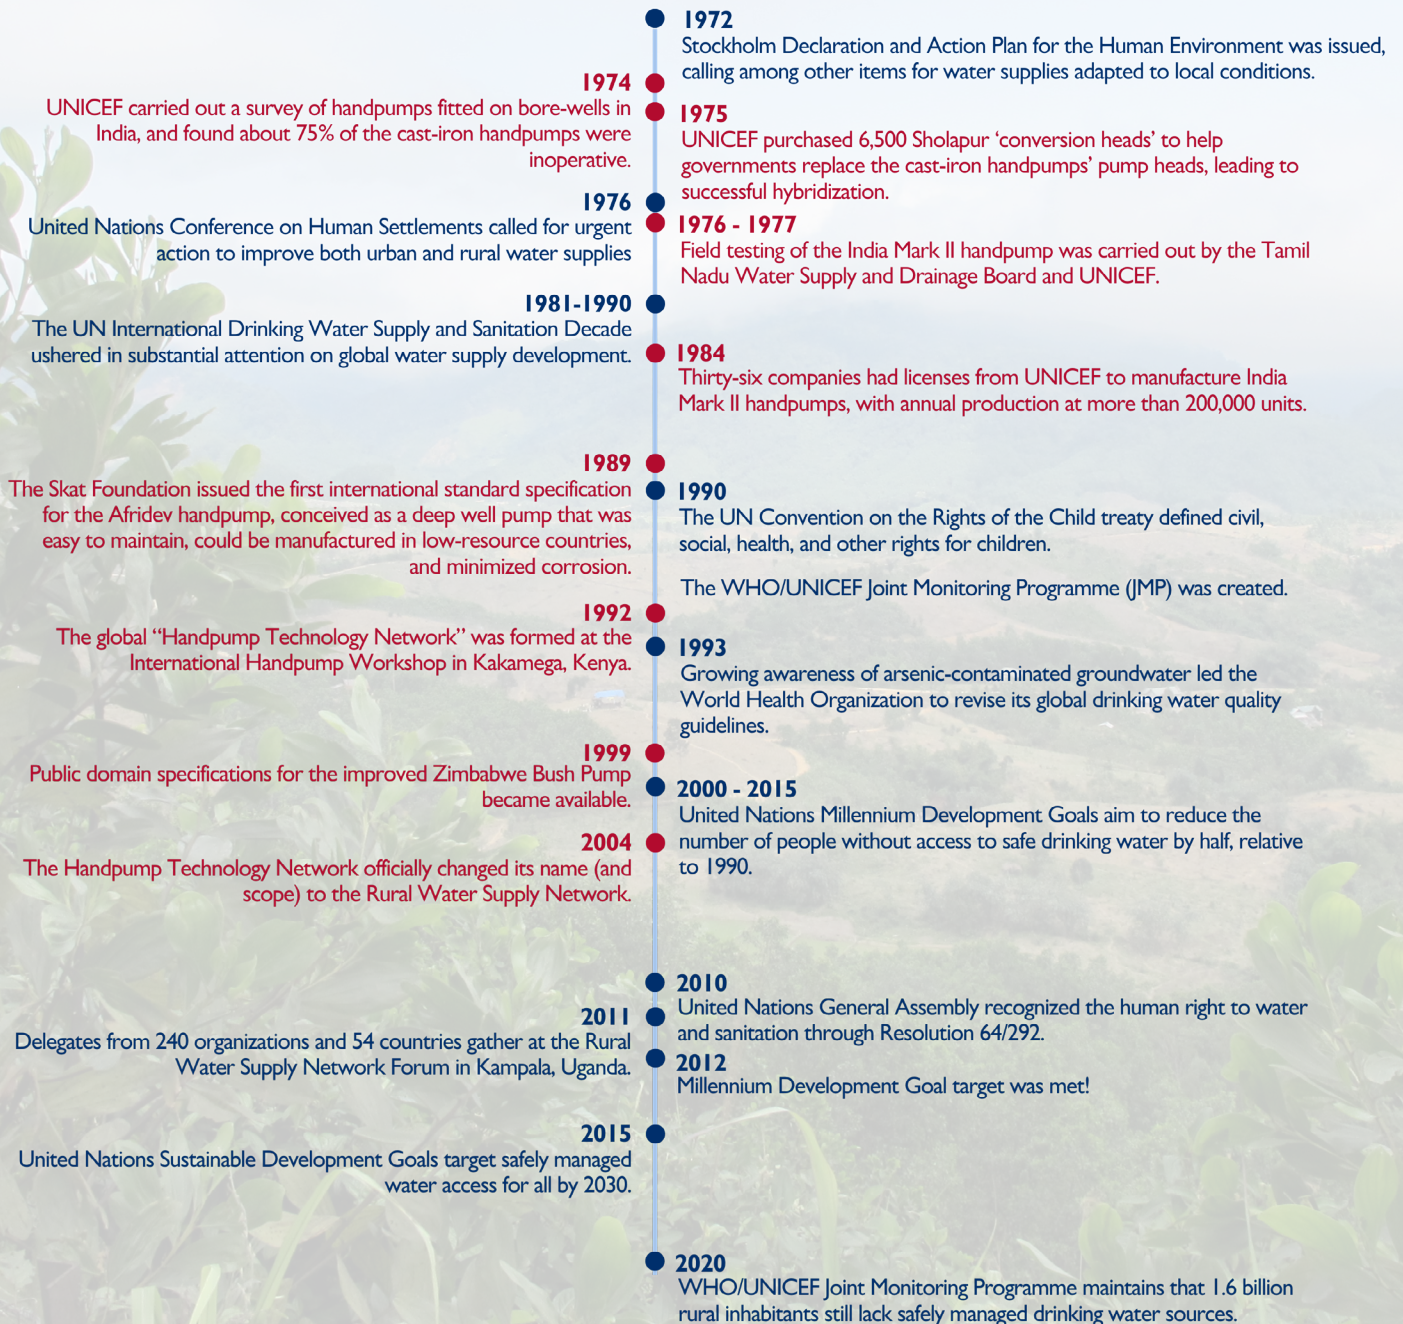 1972
Stockholm Declaration and Action Plan for the Human Environment was issued,
calling among other items for water supplies adapted to local conditions.
1974
UNICEF carried out a survey of handpumps fitted on bore-wells in
India, and found about 75% of the cast-iron handpumps were
inoperative.
1975
UNICEF purchased 6,500 Sholapur ‘conversion heads’ to help
governments replace the cast-iron handpumps’ pump heads, leading to
successful hybridization.
1976
United Nations Conference on Human Settlements called for urgent
action to improve both urban and rural water supplies
1976 - 1977
Field testing of the India Mark II handpump was carried out by the Tamil
Nadu Water Supply and Drainage Board and UNICEF.
1981-1990
The UN International Drinking Water Supply and Sanitation Decade
ushered in substantial attention on global water supply development.
1984
Thirty-six companies had licenses from UNICEF to manufacture India
Mark II handpumps, with annual production at more than 200,000 units.
1989
The Skat Foundation issued the first international standard specification
for the Afridev handpump, conceived as a deep well pump that was
easy to maintain, could be manufactured in low-resource countries,
and minimized corrosion.
1990
The UN Convention on the Rights of the Child treaty defined civil,
social, health, and other rights for children.
The WHO/UNICEF Joint Monitoring Programme (JMP) was created.
1992
The global “Handpump Technology Network” was formed at the
International Handpump Workshop in Kakamega, Kenya.
1993
Growing awareness of arsenic-contaminated groundwater led the
World Health Organization to revise its global drinking water quality
guidelines.
1999
Public domain specifications for the improved Zimbabwe Bush Pump
became available.
2000 - 2015
United Nations Millennium Development Goals aim to reduce the
number of people without access to safe drinking water by half, relative
to 1990.
2004
The Handpump Technology Network officially changed its name (and
scope) to the Rural Water Supply Network.
2010
United Nations General Assembly recognized the human right to water
and sanitation through Resolution 64/292.
2011
Delegates from 240 organizations and 54 countries gather at the Rural
Water Supply Network Forum in Kampala, Uganda.
2012
Millennium Development Goal target was met!
2015
United Nations Sustainable Development Goals target safely managed
water access for all by 2030.
2020
WHO/UNICEF Joint Monitoring Programme maintains that 1.6 billion
rural inhabitants still lack safely managed drinking water sources.